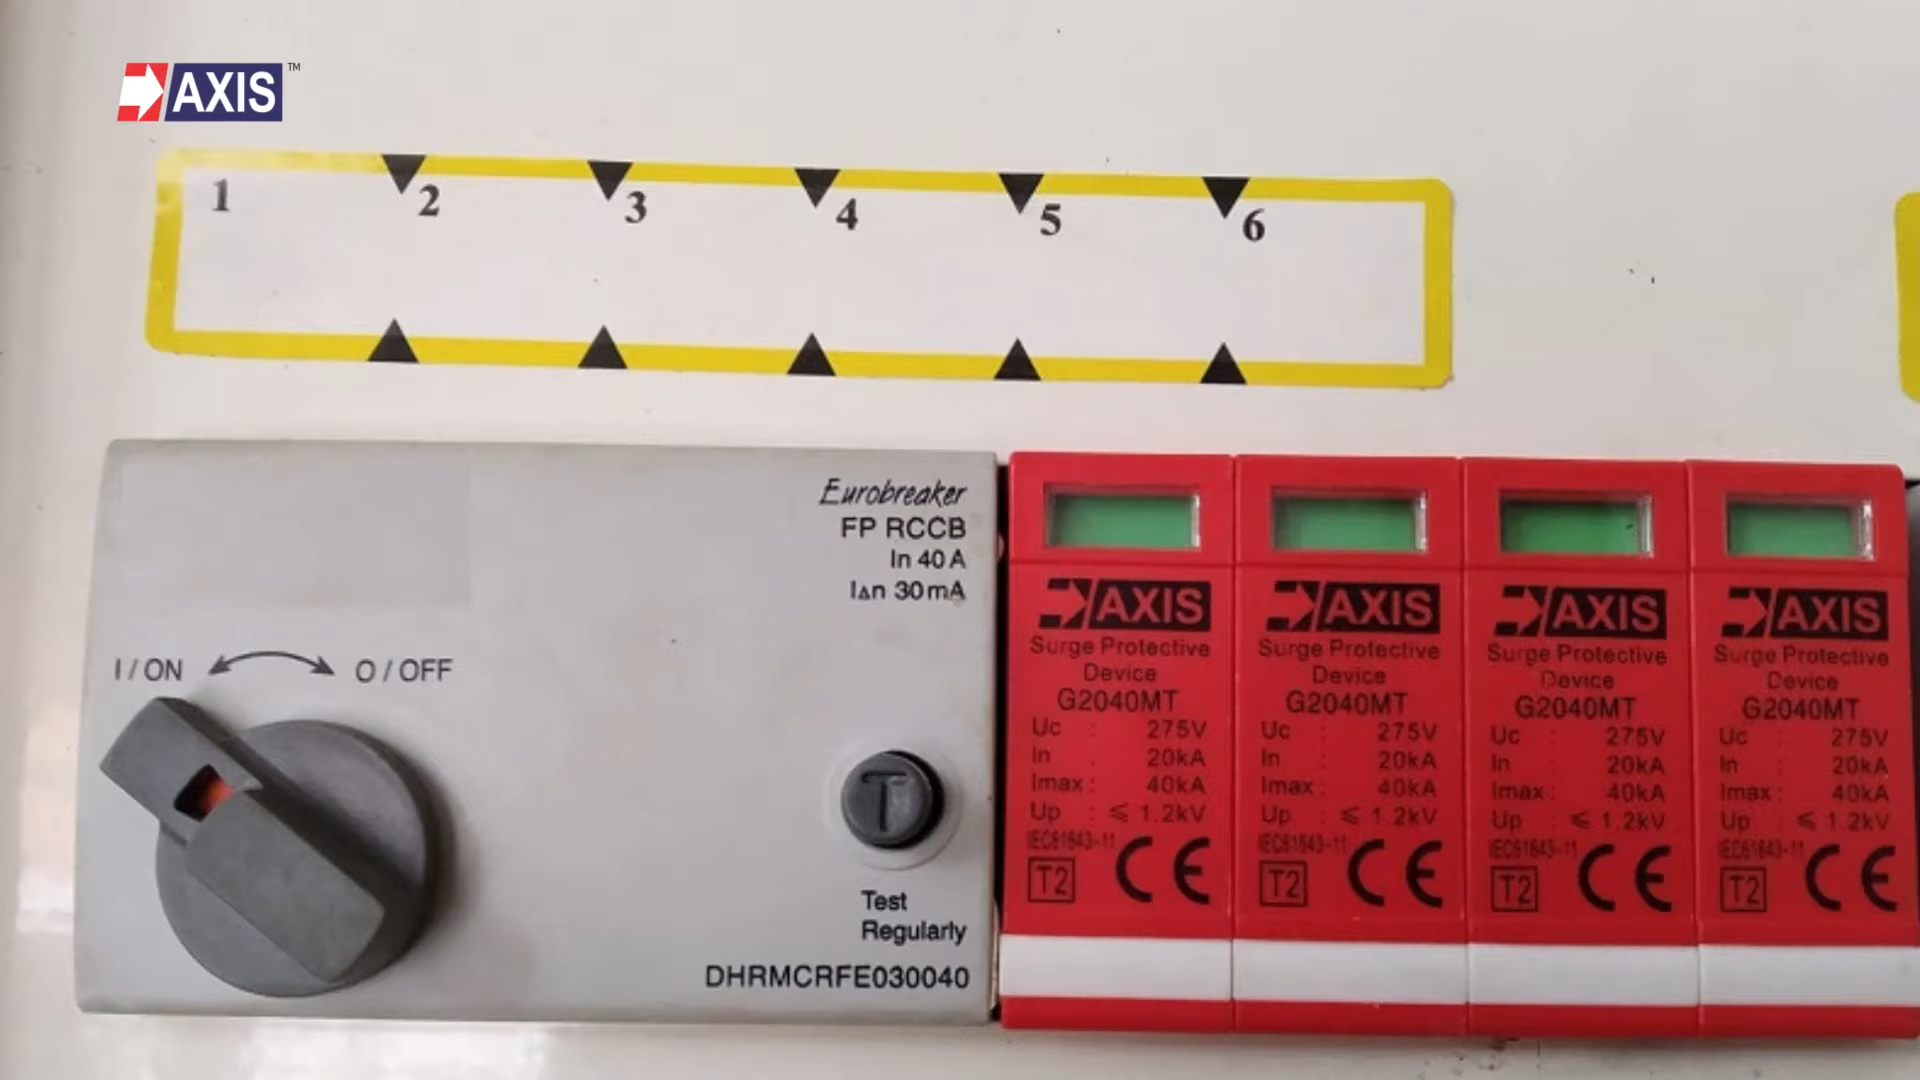 AXIS™
1 2 3 4 5 6
Eurobreaker
FP RCCB
In 40 A
I∆n 30 mA
I / ON O / OFF
T
Test
Regularly
DHRMCRFE030040
AXIS
Surge Protective
Device
G2040MT
Uc : 275V
In : 20kA
Imax : 40kA
Up : ⩽ 1.2kV
IEC61643-11
T2 CE
AXIS
Surge Protective
Device
G2040MT
Uc : 275V
In : 20kA
Imax : 40kA
Up : ⩽ 1.2kV
IEC61643-11
T2 CE
AXIS
Surge Protective
Device
G2040MT
Uc : 275V
In : 20kA
Imax : 40kA
Up : ⩽ 1.2kV
IEC61643-11
T2 CE
AXIS
Surge Protective
Device
G2040MT
Uc : 275V
In : 20kA
Imax : 40kA
Up : ⩽ 1.2kV
IEC61643-11
T2 CE